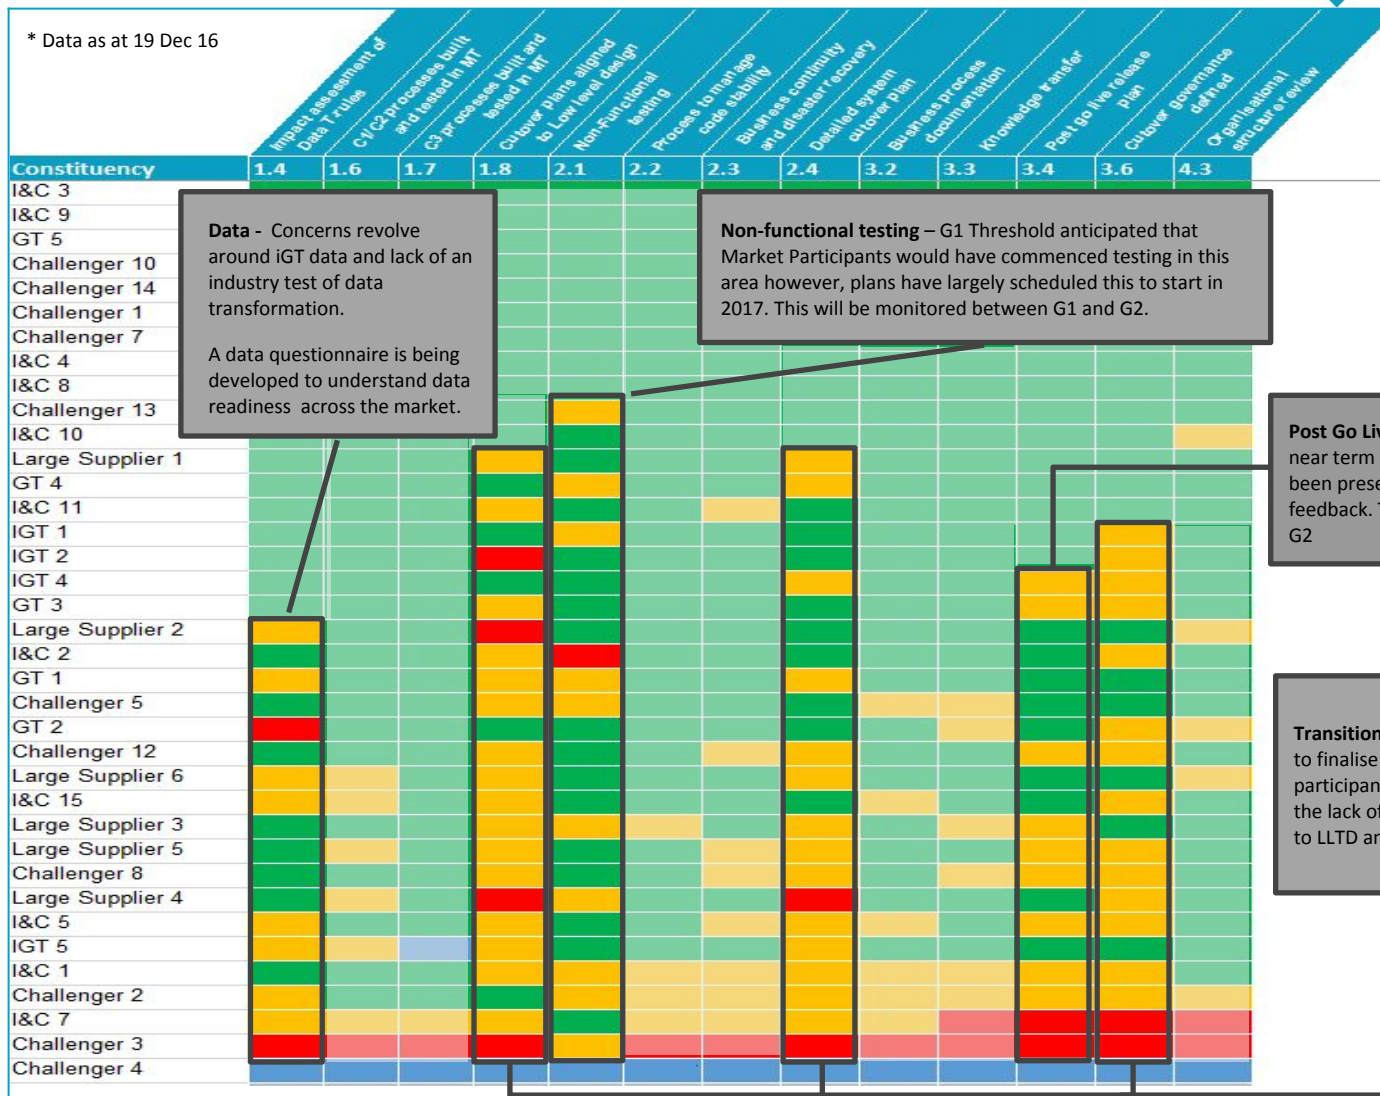 * Data as at 19 Dec 16
Impact assessment of
Data T rules
C1/C2 processes built
and tested in MT
C3 processes built and
tested in MT
Cutover Plans aligned
to Low level design
Non-Functional
testing
Process to manage
code stability
Business continuity
and disaster recovery
Detailed system
cutover plan
Business process
documentation
Knowledge transfer
Post go live release
Plan
Cutover governance
defined
Organisational
structure review
Constituency 1.4 1.6 1.7 1.8 2.1 2.2 2.3 2.4 3.2 3.3 3.4 3.6 4.3
I&C 3
I&C 9
GT 5
Challenger 10
Challenger 14
Challenger 1
Challenger 7
I&C 4
I&C 8
Challenger 13
I&C 10
Large Supplier 1
GT 4
I&C 11
IGT 1
IGT 2
IGT 4
GT 3
Large Supplier 2
I&C 2
GT 1
Challenger 5
GT 2
Challenger 12
Large Supplier 6
I&C 15
Large Supplier 3
Large Supplier 5
Challenger 8
Large Supplier 4
I&C 5
IGT 5
I&C 1
Challenger 2
I&C 7
Challenger 3
Challenger 4
Data - Concerns revolve
around iGT data and lack of an
industry test of data
transformation.
A data questionnaire is being
developed to understand data
readiness across the market.
Non-functional testing – G1 Threshold anticipated that
Market Participants would have commenced testing in this
area however, plans have largely scheduled this to start in
2017. This will be monitored between G1 and G2.
Post Go Liv
near term
been prese
feedback. T
G2
Transition
to finalise
participan
the lack of
to LLTD an